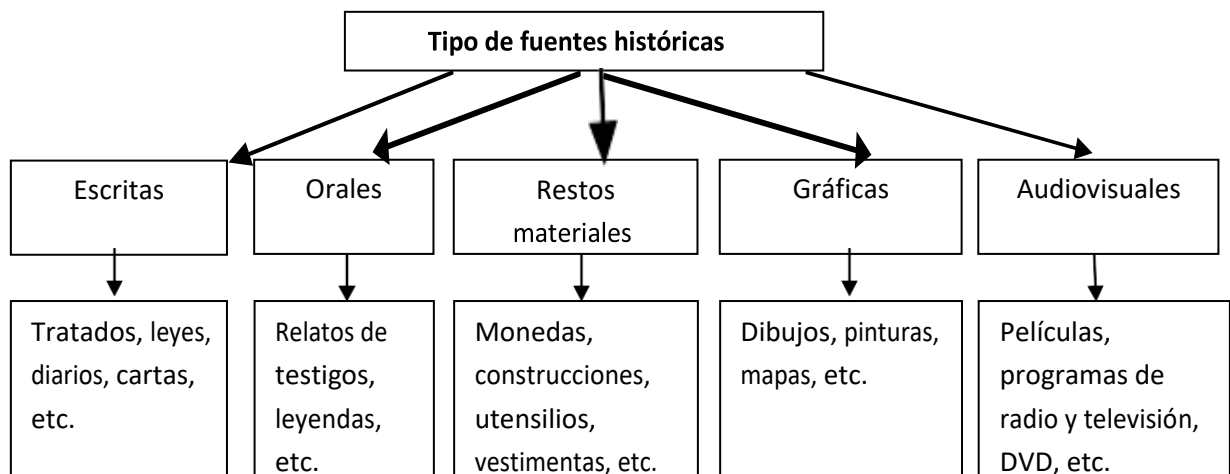 Tipo de fuentes históricas
Escritas
Orales
Restos
materiales
Gráficas
Audiovisuales
Tratados, leyes,
diarios, cartas,
etc.
Relatos de
testigos,
leyendas,
etc.
Monedas,
construcciones,
utensilios,
vestimentas, etc.
Dibujos, pinturas,
mapas, etc.
Películas,
programas de
radio y televisión,
DVD, etc.